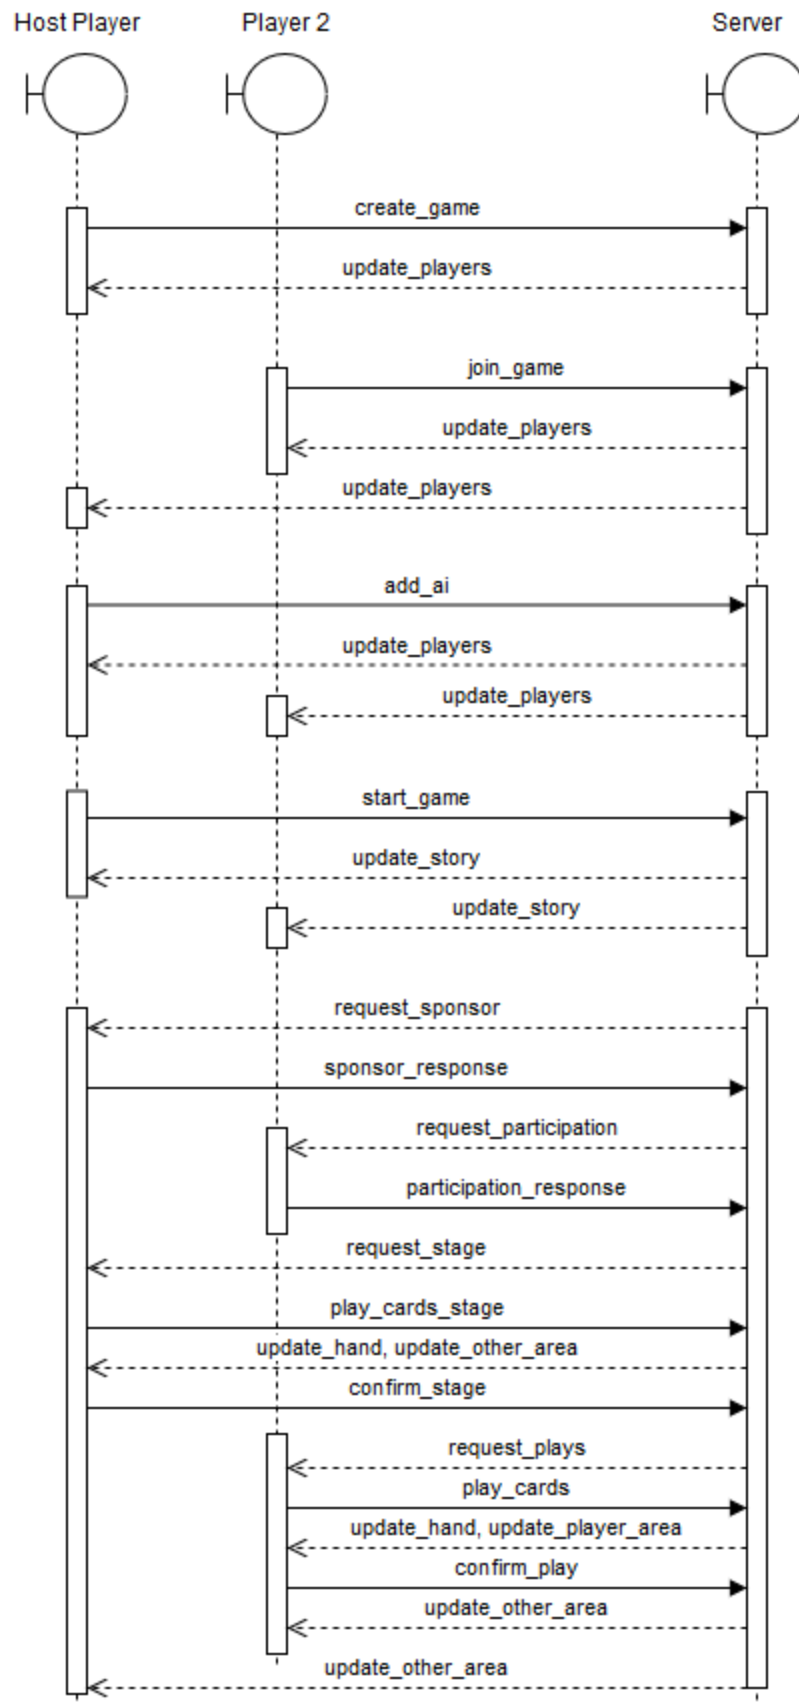 Host Player
Player 2
Server
create_game
update_players
join_game
update_players
update_players
add_ai
update_players
update_players
start_game
update_story
update_story
request_sponsor
sponsor_response
request_participation
participation_response
request_stage
play_cards_stage
update_hand, update_other_area
confirm_stage
request_plays
play_cards
update_hand, update_player_area
confirm_play
update_other_area
update_other_area